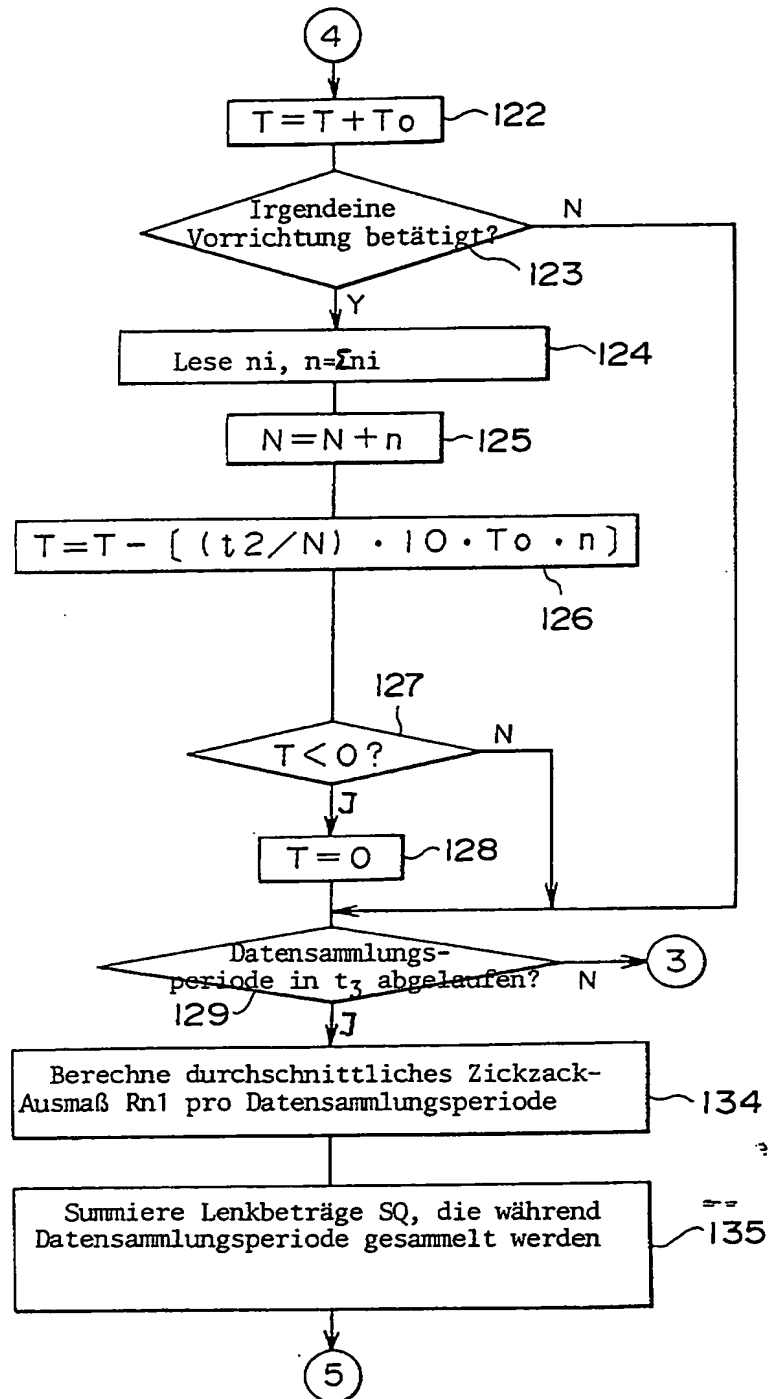 4
T=T+To
122
Irgendeine
Vorrichtung betätigt?
N
123
Y
Lese ni, n=Σni
124
N=N+n
125
T=T-[(t2/N)·10·To·n]
126
127
T<0?
N
J
T=0
128
Datensammlungs-
periode in t3 abgelaufen?
N
3
129
J
Berechne durchschnittliches Zickzack-
Ausmaß Rn1 pro Datensammlungsperiode
134
Summiere Lenkbeträge SQ, die während
Datensammlungsperiode gesammelt werden
135
5